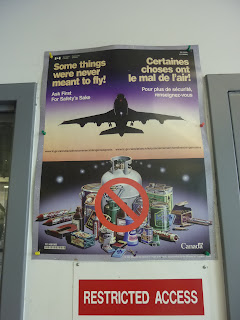 Some things
were never
meant to fly!
Ask First
For Safety's Sake
Certaines
choses ont
le mal de l'air!
Pour plus de sécurité,
renseignez-vous
Canada
RESTRICTED ACCESS